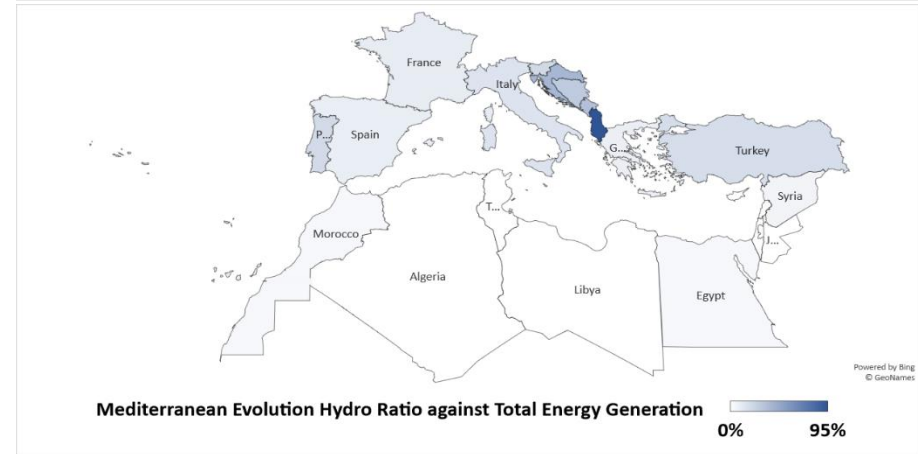 France
Italy
P...
Spain
G...
Turkey
Syria
T...
J...
Morocco
Algeria
Libya
Egypt
Powered by Bing
© GeoNames
Mediterranean Evolution Hydro Ratio against Total Energy Generation
0% 95%